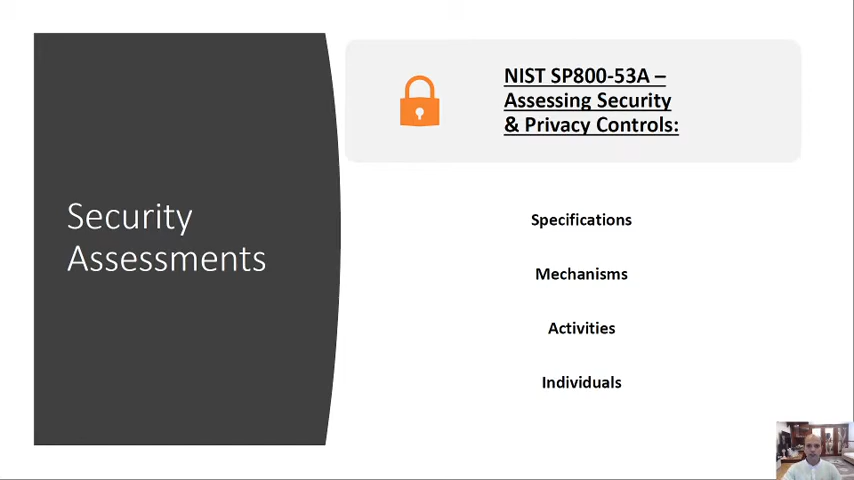 Security
Assessments
NIST SP800-53A –
Assessing Security
& Privacy Controls:
Specifications
Mechanisms
Activities
Individuals